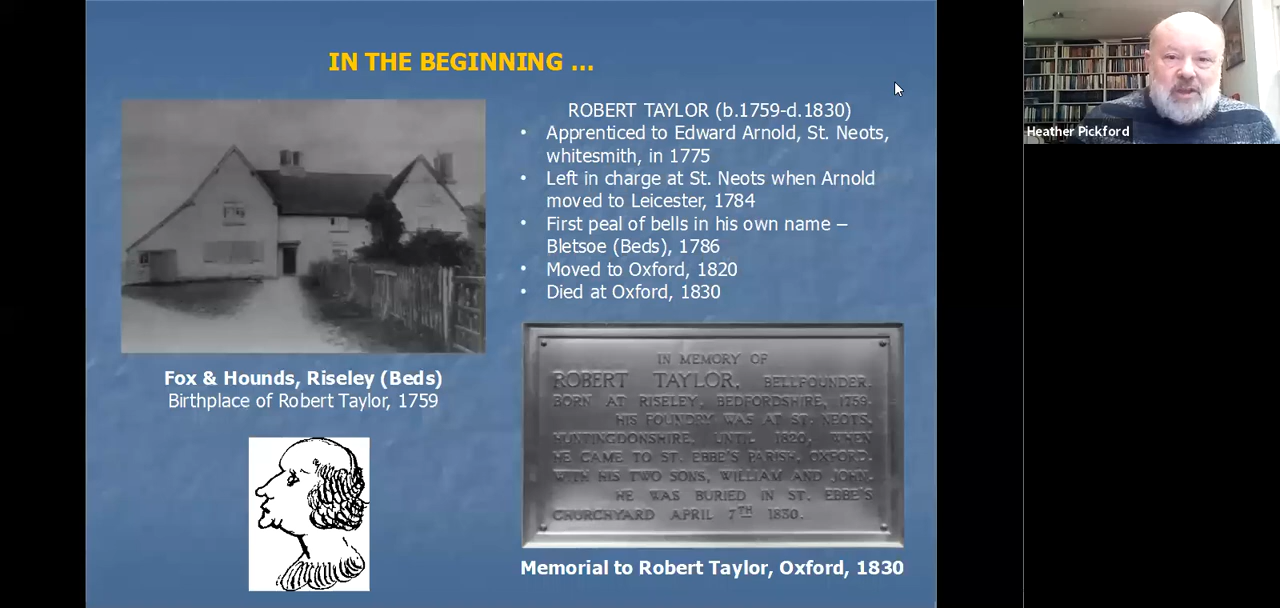 IN THE BEGINNING ...
ROBERT TAYLOR (b.1759-d.1830)
• Apprenticed to Edward Arnold, St. Neots,
whitesmith, in 1775
• Left in charge at St. Neots when Arnold
moved to Leicester, 1784
• First peal of bells in his own name –
Bletsoe (Beds), 1786
• Moved to Oxford, 1820
• Died at Oxford, 1830
Fox & Hounds, Riseley (Beds)
Birthplace of Robert Taylor, 1759
IN MEMORY OF
ROBERT TAYLOR, BELLFOUNDER.
BORN AT RISELEY, BEDFORDSHIRE, 1759.
HIS FOUNDRY WAS AT ST. NEOTS,
HUNTINGDONSHIRE, UNTIL 1820, WHEN
HE CAME TO ST. EBBE'S PARISH, OXFORD,
WITH HIS TWO SONS, WILLIAM AND JOHN.
HE WAS BURIED IN ST. EBBE'S
CHURCHYARD APRIL 7TH 1830.
Memorial to Robert Taylor, Oxford, 1830
Heather Pickford